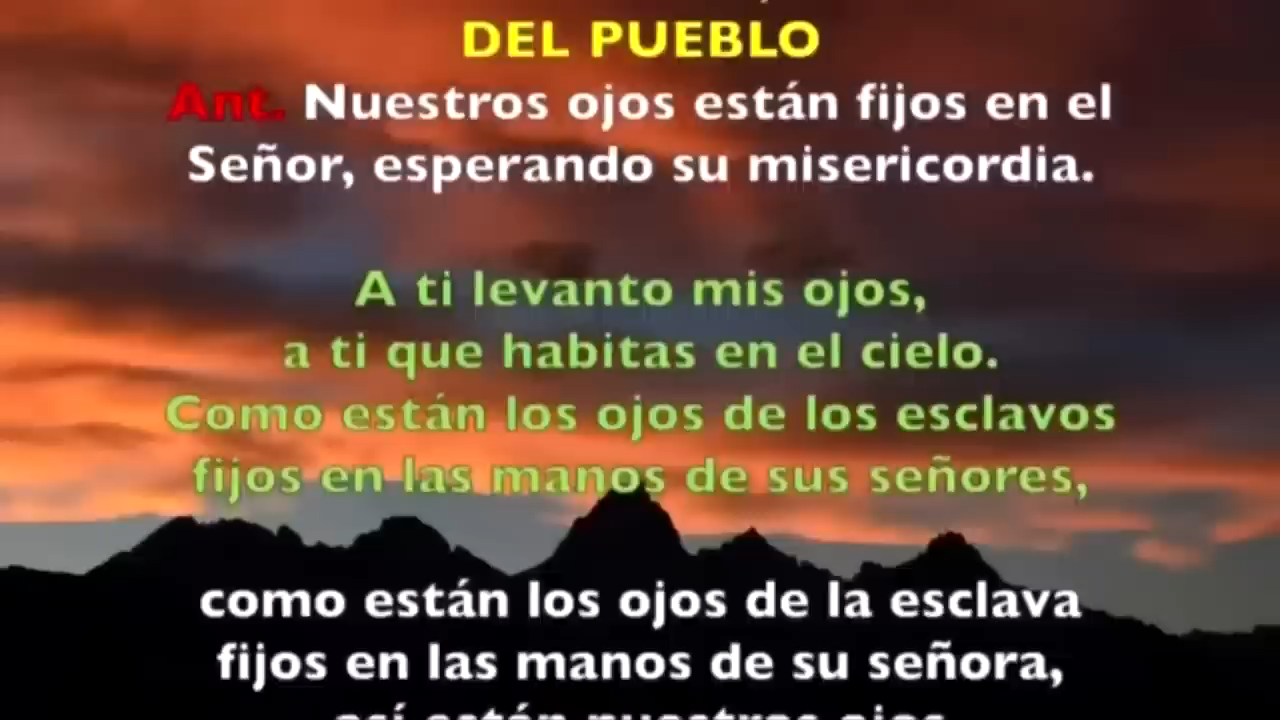 DEL PUEBLO
Ant. Nuestros ojos están fijos en el
Señor, esperando su misericordia.
A ti levanto mis ojos,
a ti que habitas en el cielo.
Como están los ojos de los esclavos
fijos en las manos de sus señores,
como están los ojos de la esclava
fijos en las manos de su señora,
así están nuestros ojos